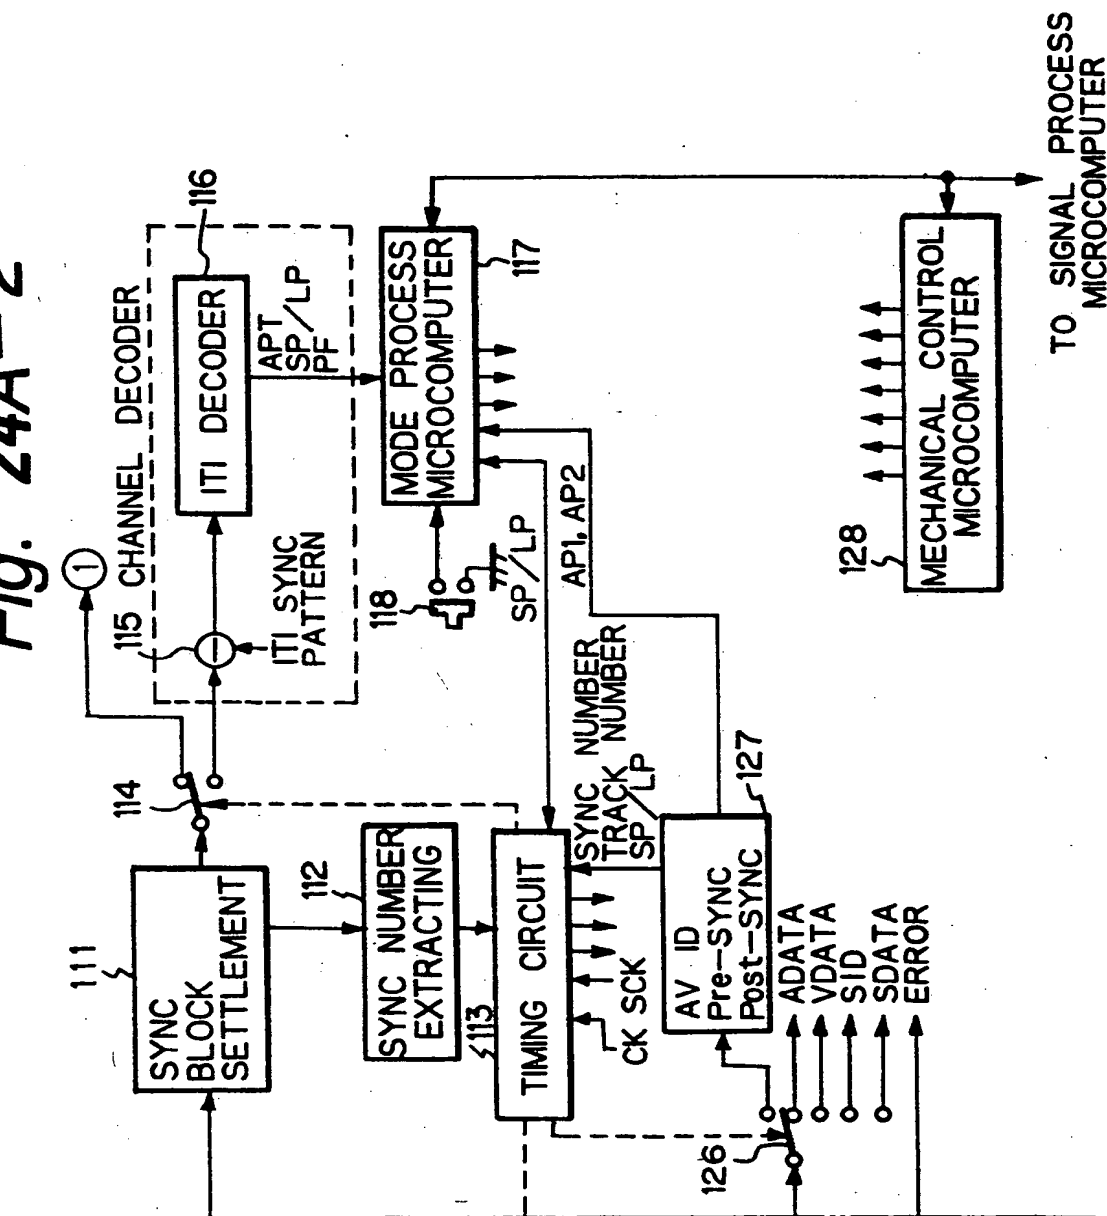 Fig. 24A-2
1
115 CHANNEL DECODER
116
ITI DECODER
APT
SP/LP
PF
ITI SYNC
PATTERN
114
111
SYNC
BLOCK
SETTLEMENT
112
SYNC NUMBER
EXTRACTING
118
MODE PROCESS
MICROCOMPUTER
117
SP/LP
AP1, AP2
113
TIMING CIRCUIT
CK SCK
SYNC NUMBER
TRACK NUMBER
SP/LP
AV ID
Pre-SYNC
Post-SYNC
127
126
ADATA
VDATA
SID
SDATA
ERROR
128
MECHANICAL CONTROL
MICROCOMPUTER
TO SIGNAL PROCESS
MICROCOMPUTER